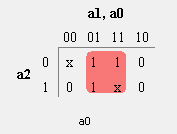 a1, a0
00 01 11 10
0 x 1 1 0
a2
1 0 1 x 0
a0